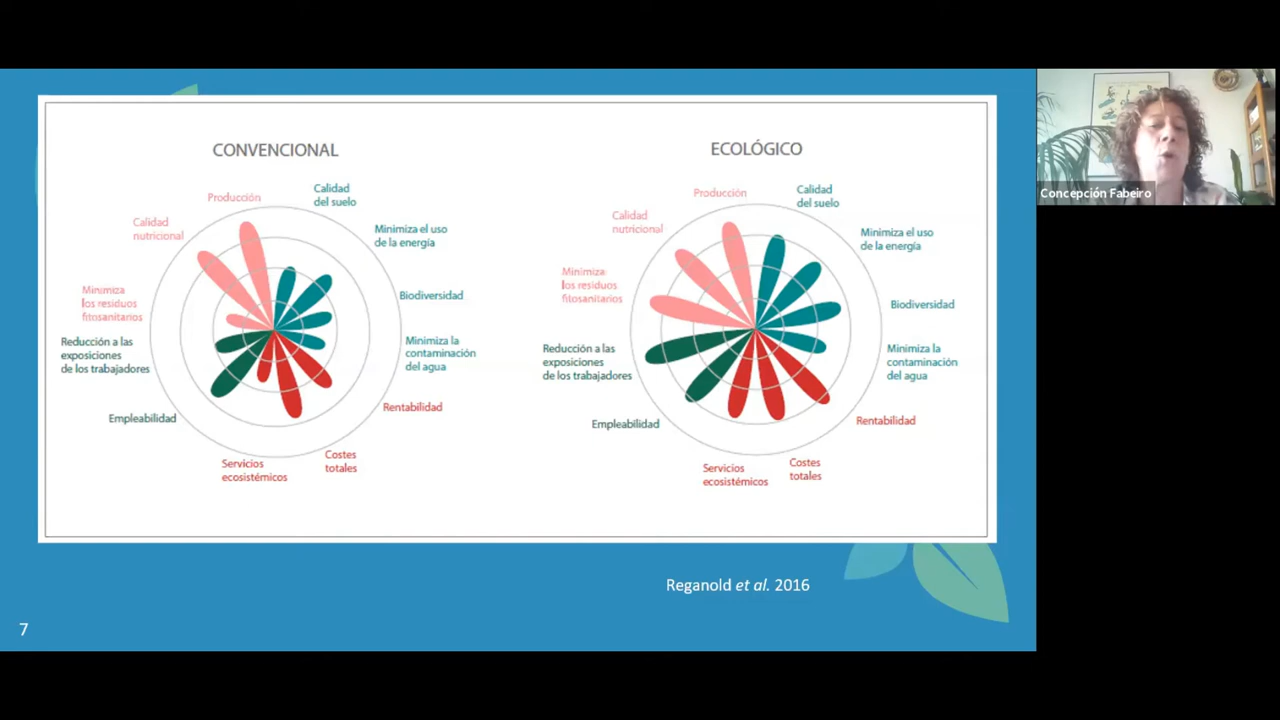 CONVENCIONAL
Producción
Calidad
del suelo
Calidad
nutricional
Minimiza el uso
de la energía
Minimiza
los residuos
fitosanitarios
Biodiversidad
Reducción a las
exposiciones
de los trabajadores
Minimiza la
contaminación
del agua
Empleabilidad
Rentabilidad
Servicios
ecosistémicos
Costes
totales
ECOLÓGICO
Producción
Calidad
del suelo
Calidad
nutricional
Minimiza el uso
de la energía
Minimiza
los residuos
fitosanitarios
Biodiversidad
Reducción a las
exposiciones
de los trabajadores
Minimiza la
contaminación
del agua
Empleabilidad
Rentabilidad
Servicios
ecosistémicos
Costes
totales
Reganold et al. 2016
7
Concepción Fabeiro